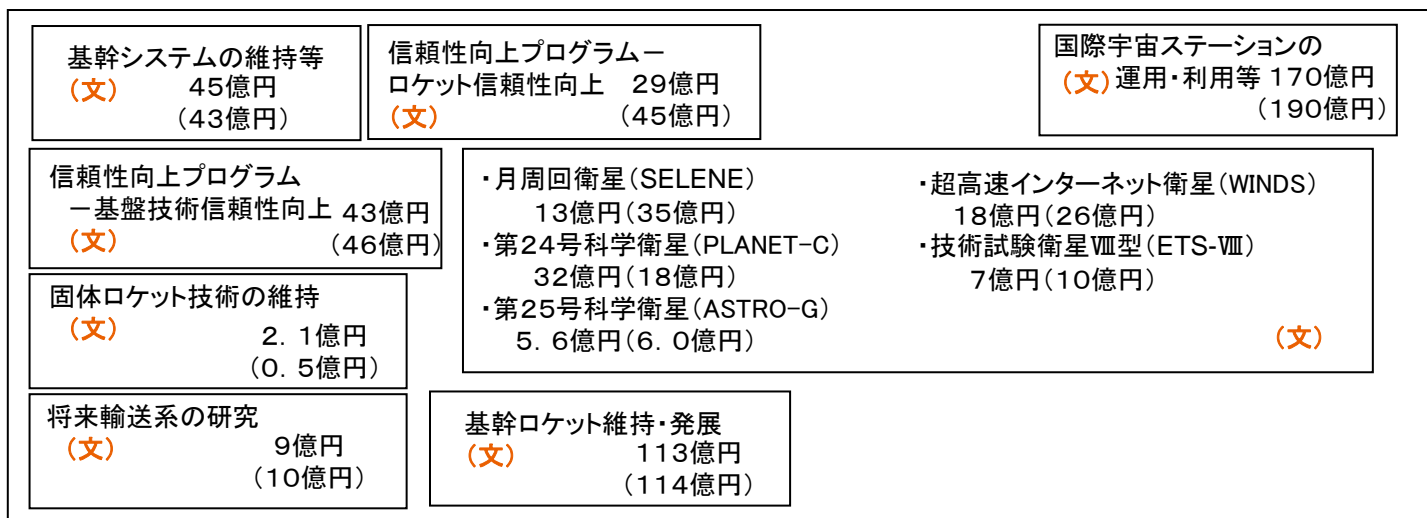 基幹システムの維持等
(文) 45億円
(43億円)
信頼性向上プログラム－
ロケット信頼性向上 29億円
(文) (45億円)
国際宇宙ステーションの
(文) 運用・利用等 170億円
(190億円)
信頼性向上プログラム
－基盤技術信頼性向上 43億円
(文) (46億円)
・月周回衛星(SELENE)
13億円(35億円)
・第24号科学衛星(PLANET-C)
32億円(18億円)
・第25号科学衛星(ASTRO-G)
5．6億円(6．0億円)
・超高速インターネット衛星(WINDS)
18億円(26億円)
・技術試験衛星Ⅷ型(ETS-Ⅷ)
7億円(10億円)
(文)
固体ロケット技術の維持
(文) 2．1億円
(0．5億円)
将来輸送系の研究
(文) 9億円
(10億円)
基幹ロケット維持・発展
(文) 113億円
(114億円)